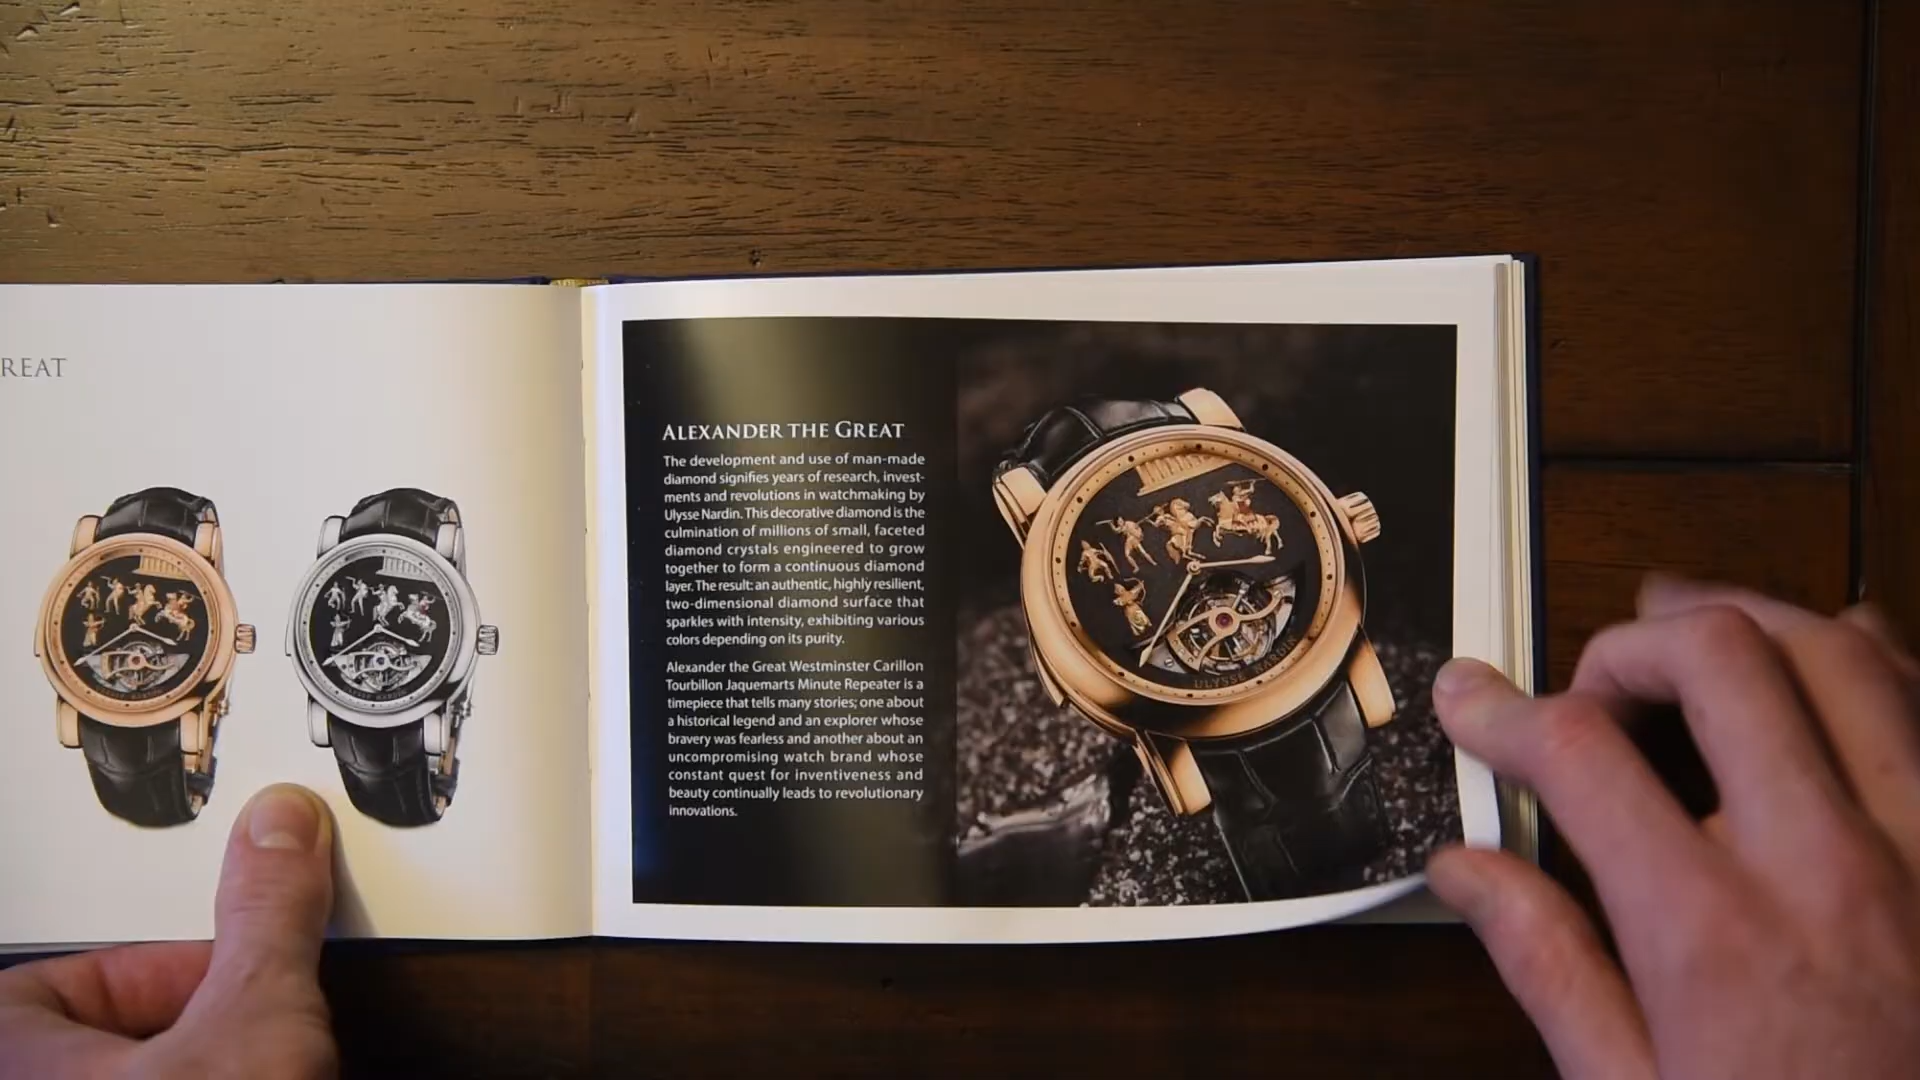 REAT
ALEXANDER THE GREAT
The development and use of man-made
diamond signifies years of research, invest-
ments and revolutions in watchmaking by
Ulysse Nardin. This decorative diamond is the
culmination of millions of small, faceted
diamond crystals engineered to grow
together to form a continuous diamond
layer. The result: an authentic, highly resilient,
two-dimensional diamond surface that
sparkles with intensity, exhibiting various
colors depending on its purity.
Alexander the Great Westminster Carillon
Tourbillon Jaquemarts Minute Repeater is a
timepiece that tells many stories; one about
a historical legend and an explorer whose
bravery was fearless and another about an
uncompromising watch brand whose
constant quest for inventiveness and
beauty continually leads to revolutionary
innovations.
ULYSSE NARDIN